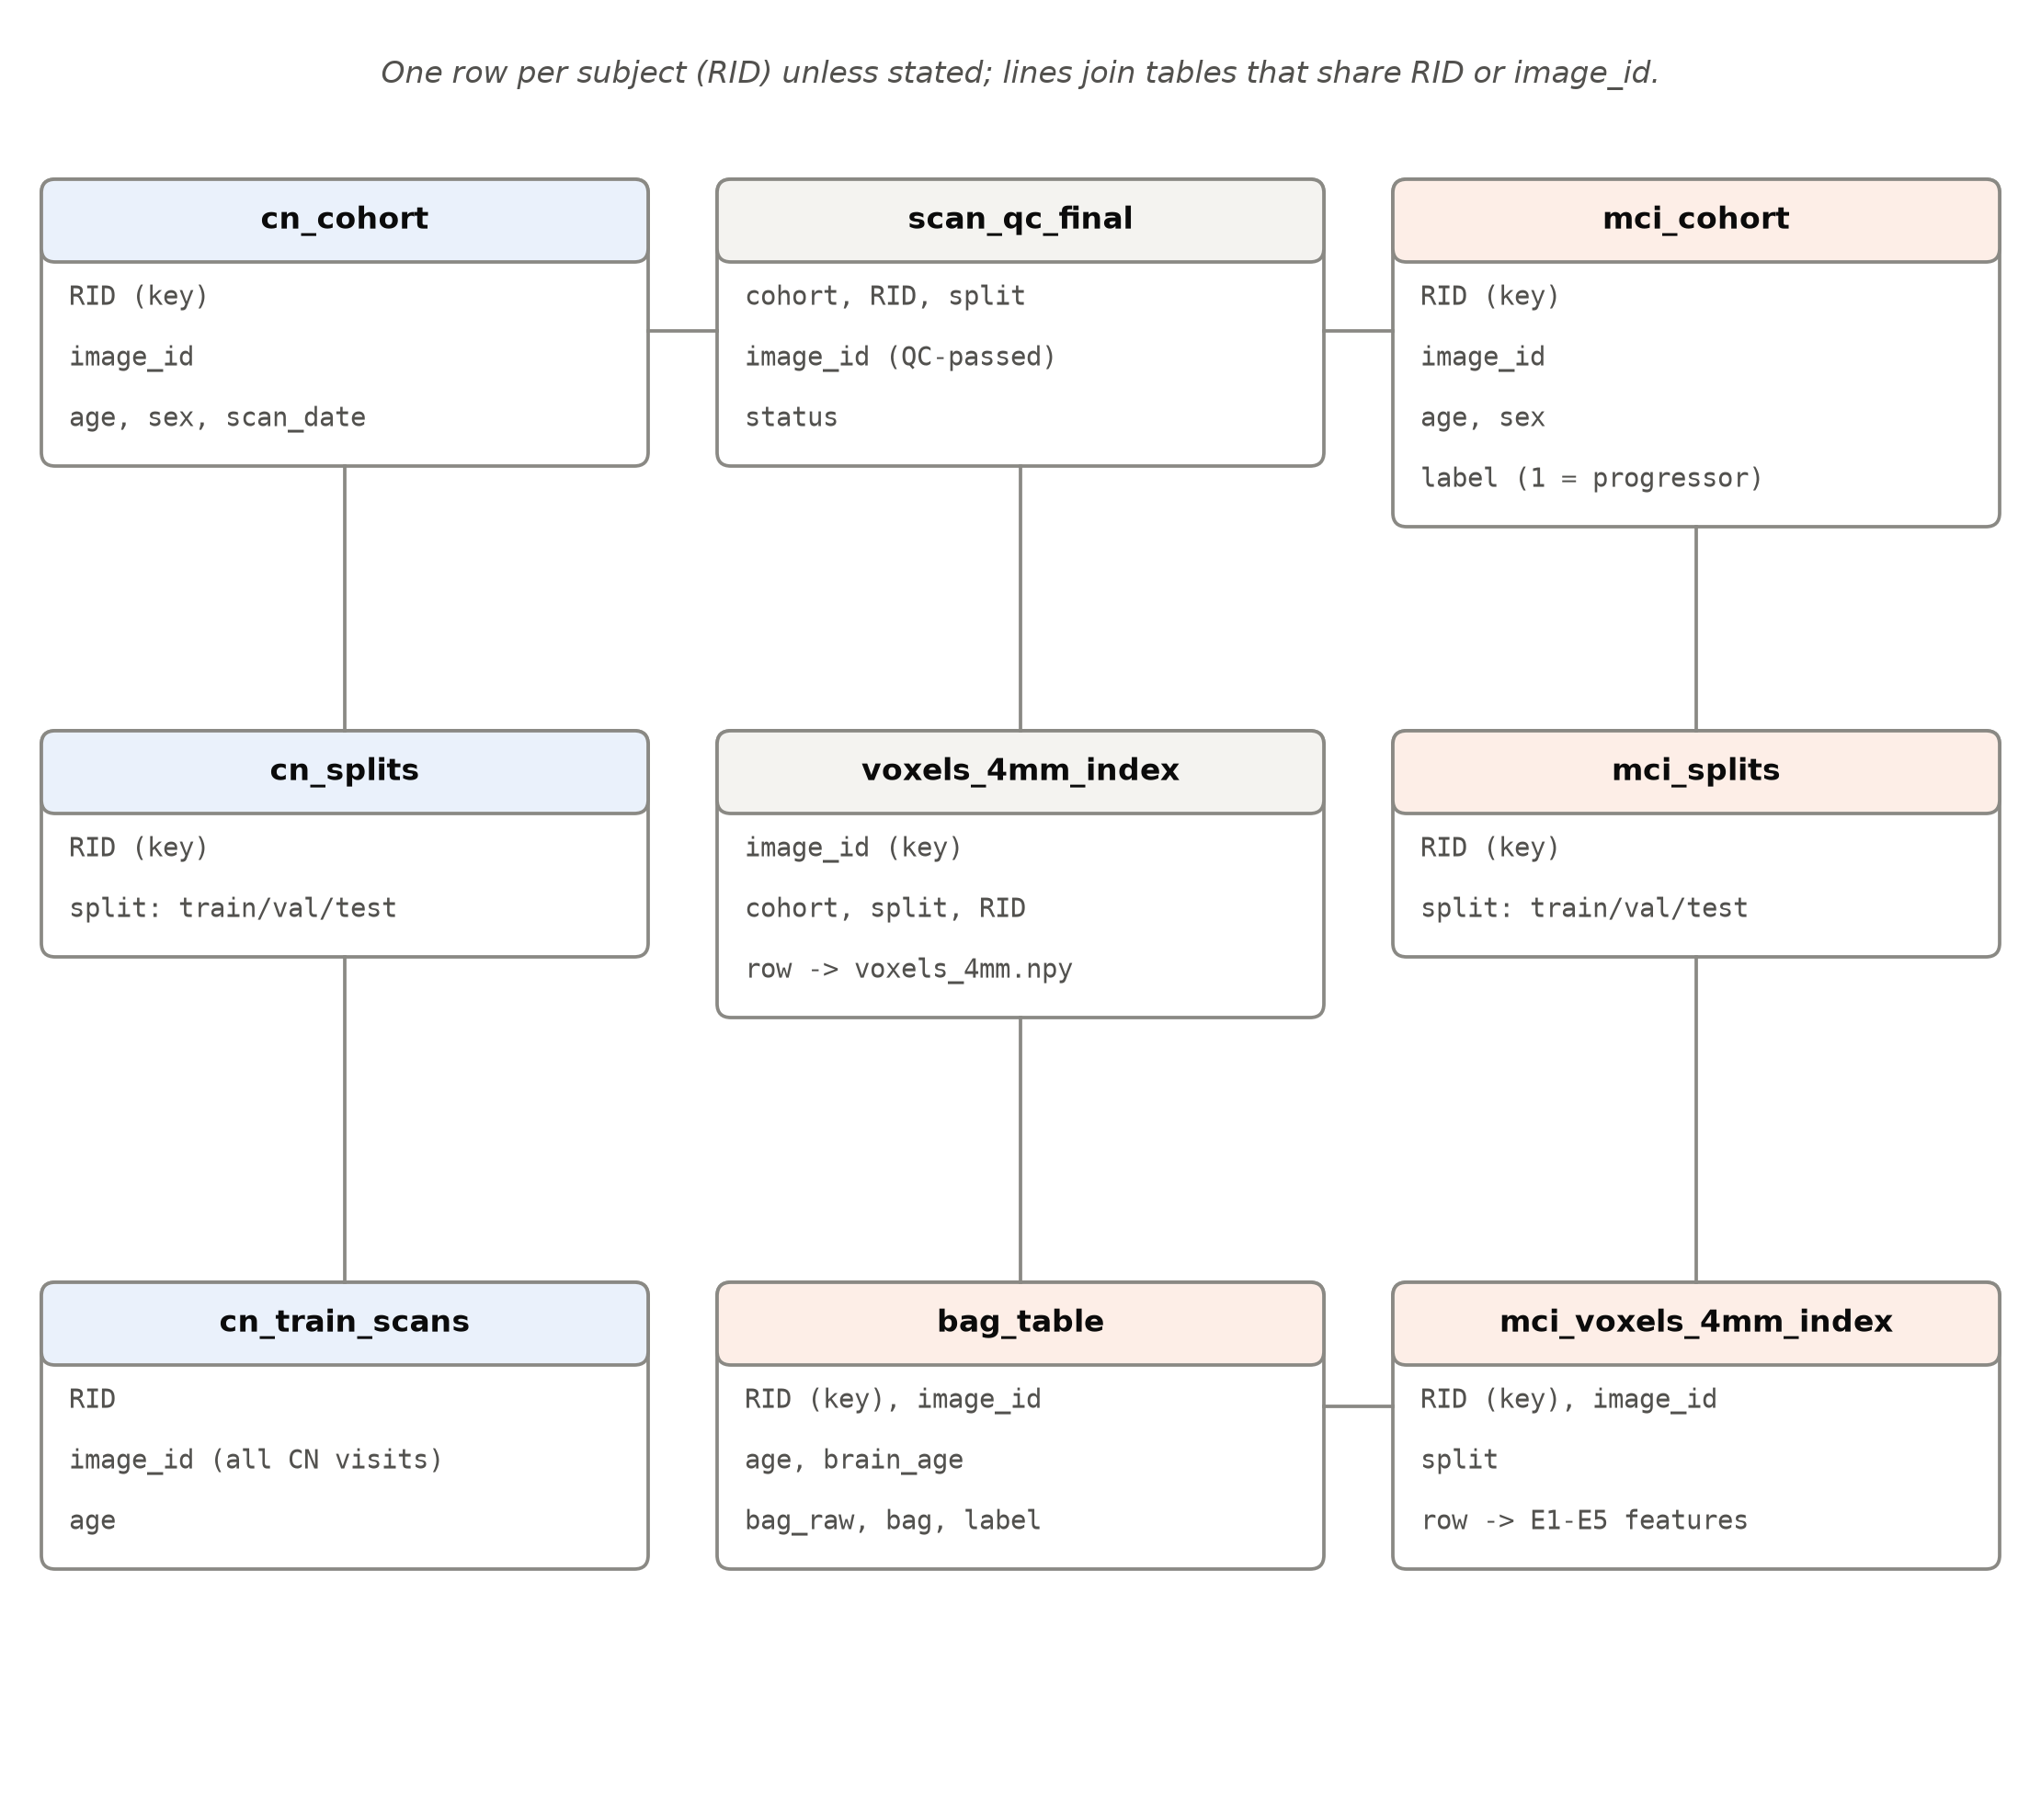 One row per subject (RID) unless stated; lines join tables that share RID or image_id.
cn_cohort
RID (key)
image_id
age, sex, scan_date
scan_qc_final
cohort, RID, split
image_id (QC-passed)
status
mci_cohort
RID (key)
image_id
age, sex
label (1 = progressor)
cn_splits
RID (key)
split: train/val/test
voxels_4mm_index
image_id (key)
cohort, split, RID
row -> voxels_4mm.npy
mci_splits
RID (key)
split: train/val/test
cn_train_scans
RID
image_id (all CN visits)
age
bag_table
RID (key), image_id
age, brain_age
bag_raw, bag, label
mci_voxels_4mm_index
RID (key), image_id
split
row -> E1-E5 features